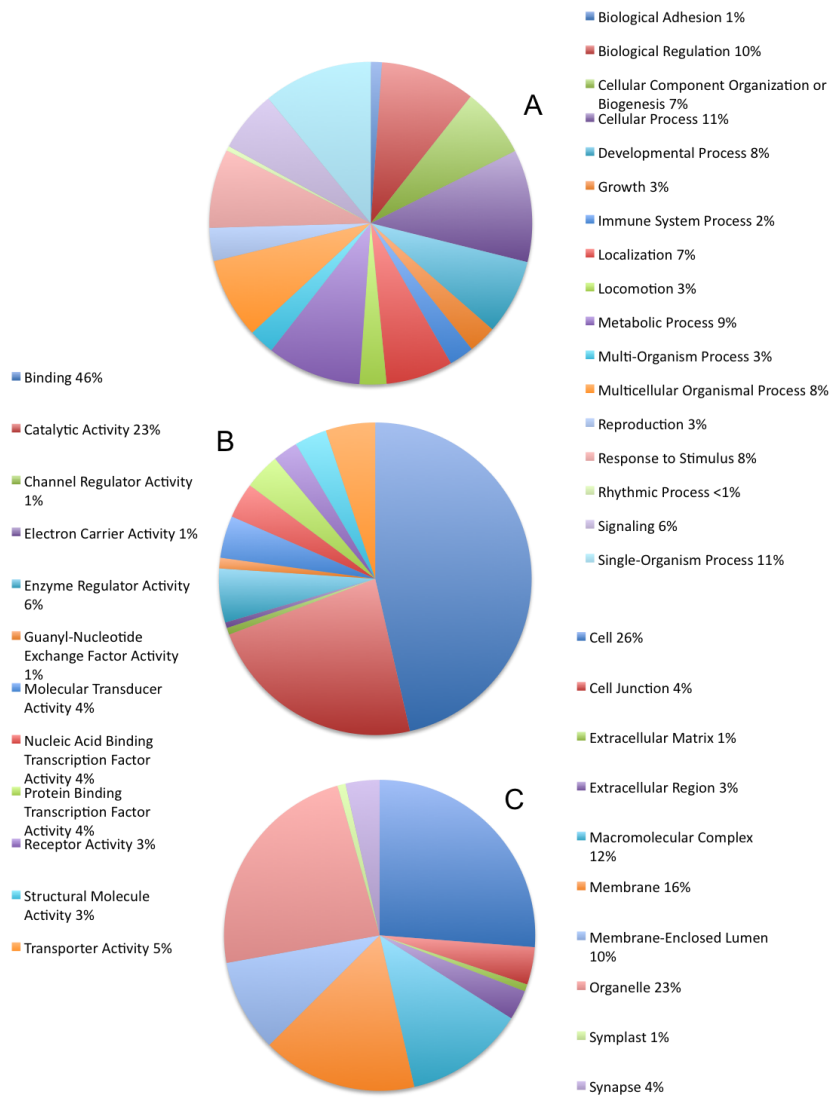 A
Biological Adhesion 1%
Biological Regulation 10%
Cellular Component Organization or
Biogenesis 7%
Cellular Process 11%
Developmental Process 8%
Growth 3%
Immune System Process 2%
Localization 7%
Locomotion 3%
Metabolic Process 9%
Multi-Organism Process 3%
Multicellular Organismal Process 8%
Reproduction 3%
Response to Stimulus 8%
Rhythmic Process <1%
Signaling 6%
Single-Organism Process 11%
B
Binding 46%
Catalytic Activity 23%
Channel Regulator Activity
1%
Electron Carrier Activity 1%
Enzyme Regulator Activity
6%
Guanyl-Nucleotide
Exchange Factor Activity
1%
Molecular Transducer
Activity 4%
Nucleic Acid Binding
Transcription Factor
Activity 4%
Protein Binding
Transcription Factor
Activity 4%
Receptor Activity 3%
Structural Molecule
Activity 3%
Transporter Activity 5%
C
Cell 26%
Cell Junction 4%
Extracellular Matrix 1%
Extracellular Region 3%
Macromolecular Complex
12%
Membrane 16%
Membrane-Enclosed Lumen
10%
Organelle 23%
Symplast 1%
Synapse 4%